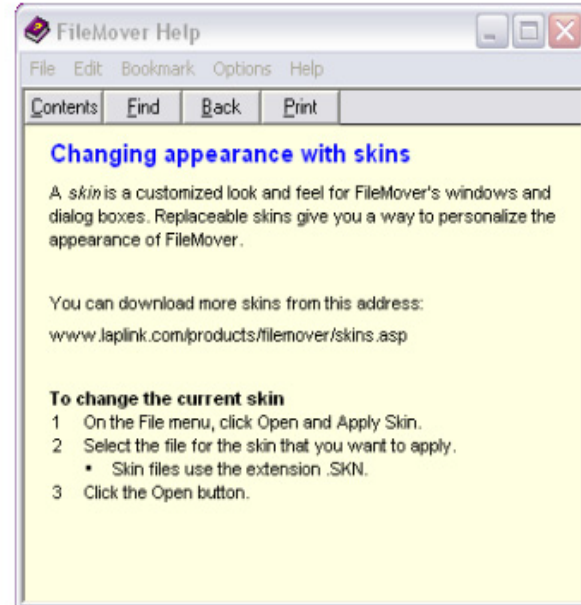 FileMover Help
File Edit Bookmark Options Help
Contents Find Back Print
Changing appearance with skins
A skin is a customized look and feel for FileMover's windows and
dialog boxes. Replaceable skins give you a way to personalize the
appearance of FileMover.
You can download more skins from this address:
www.laplink.com/products/filemover/skins.asp
To change the current skin
1 On the File menu, click Open and Apply Skin.
2 Select the file for the skin that you want to apply.
• Skin files use the extension .SKN.
3 Click the Open button.